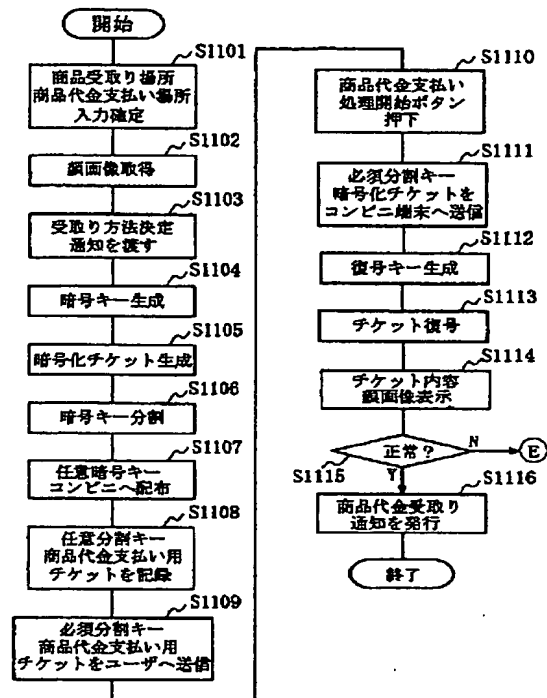 開始
S1101
商品受取り場所
商品代金支払い場所
入力確定
S1102
顔画像取得
S1103
受取り方法決定
通知を渡す
S1104
暗号キー生成
S1105
暗号化チケット生成
S1106
暗号キー分割
S1107
任意暗号キー
コンビニへ配布
S1108
任意分割キー
商品代金支払い用
チケットを記録
S1109
必須分割キー
商品代金支払い用
チケットをユーザへ送信
S1110
商品代金支払い
処理開始ボタン
押下
S1111
必須分割キー
暗号化チケットを
コンビニ端末へ送信
S1112
復号キー生成
S1113
チケット復号
S1114
チケット内容
顔画像表示
正常?
N
E
S1115
Y
S1116
商品代金受取り
通知を発行
終了